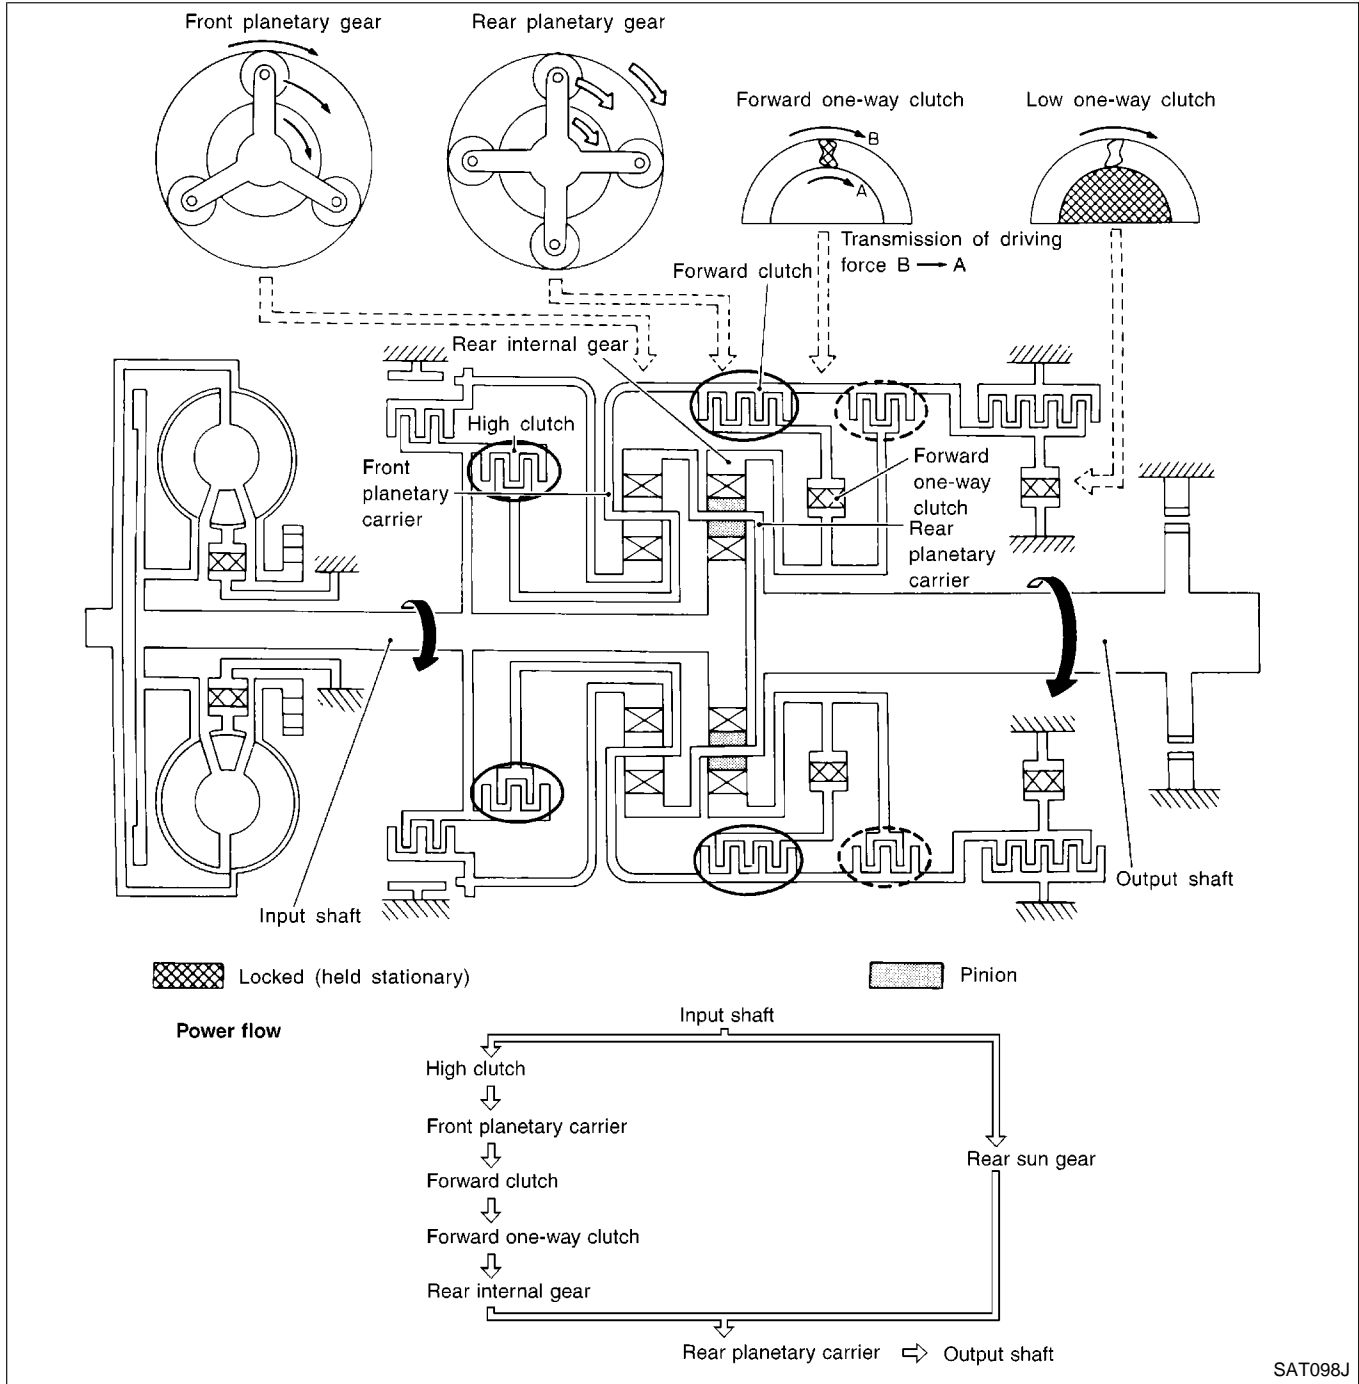 Front planetary gear
Rear planetary gear
Forward one-way clutch
Low one-way clutch
B
A
Transmission of driving
force B → A
Forward clutch
Rear internal gear
High clutch
Front
planetary
carrier
Forward
one-way
clutch
Rear
planetary
carrier
Output shaft
Input shaft
Locked (held stationary)
Pinion
Power flow
Input shaft
High clutch
Front planetary carrier
Rear sun gear
Forward clutch
Forward one-way clutch
Rear internal gear
Rear planetary carrier ⇨ Output shaft
SAT098J